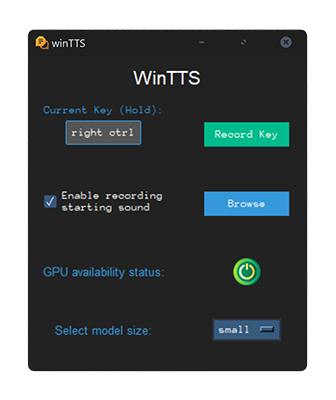 winTTS
WinTTS
Current Key (Hold):
right ctrl
Record Key
Enable recording
starting sound
Browse
GPU availability status:
Select model size:
small